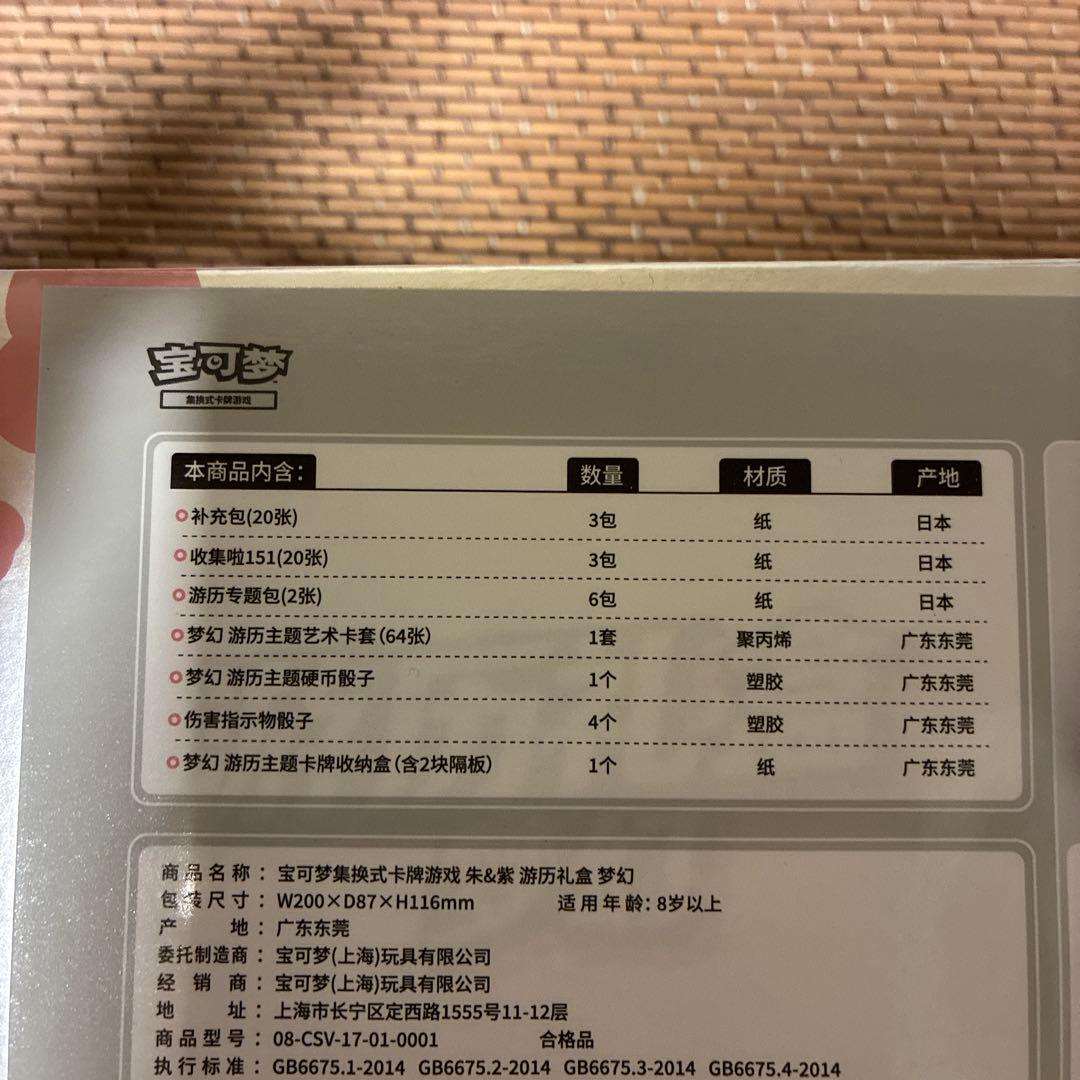 宝可梦
集换式卡牌游戏
本商品内含： 数量 材质 产地
补充包(20张) 3包 纸 日本
收集啦151(20张) 3包 纸 日本
游历专题包(2张) 6包 纸 日本
梦幻 游历主题艺术卡套（64张） 1套 聚丙烯 广东东莞
梦幻 游历主题硬币骰子 1个 塑胶 广东东莞
伤害指示物骰子 4个 塑胶 广东东莞
梦幻 游历主题卡牌收纳盒（含2块隔板） 1个 纸 广东东莞
商品名称： 宝可梦集换式卡牌游戏 朱&紫 游历礼盒 梦幻
包装尺寸： W200×D87×H116mm 适用年龄：8岁以上
产地： 广东东莞
委托制造商： 宝可梦(上海)玩具有限公司
经销商： 宝可梦(上海)玩具有限公司
地址： 上海市长宁区定西路1555号11-12层
商品型号： 08-CSV-17-01-0001 合格品
执行标准： GB6675.1-2014 GB6675.2-2014 GB6675.3-2014 GB6675.4-2014